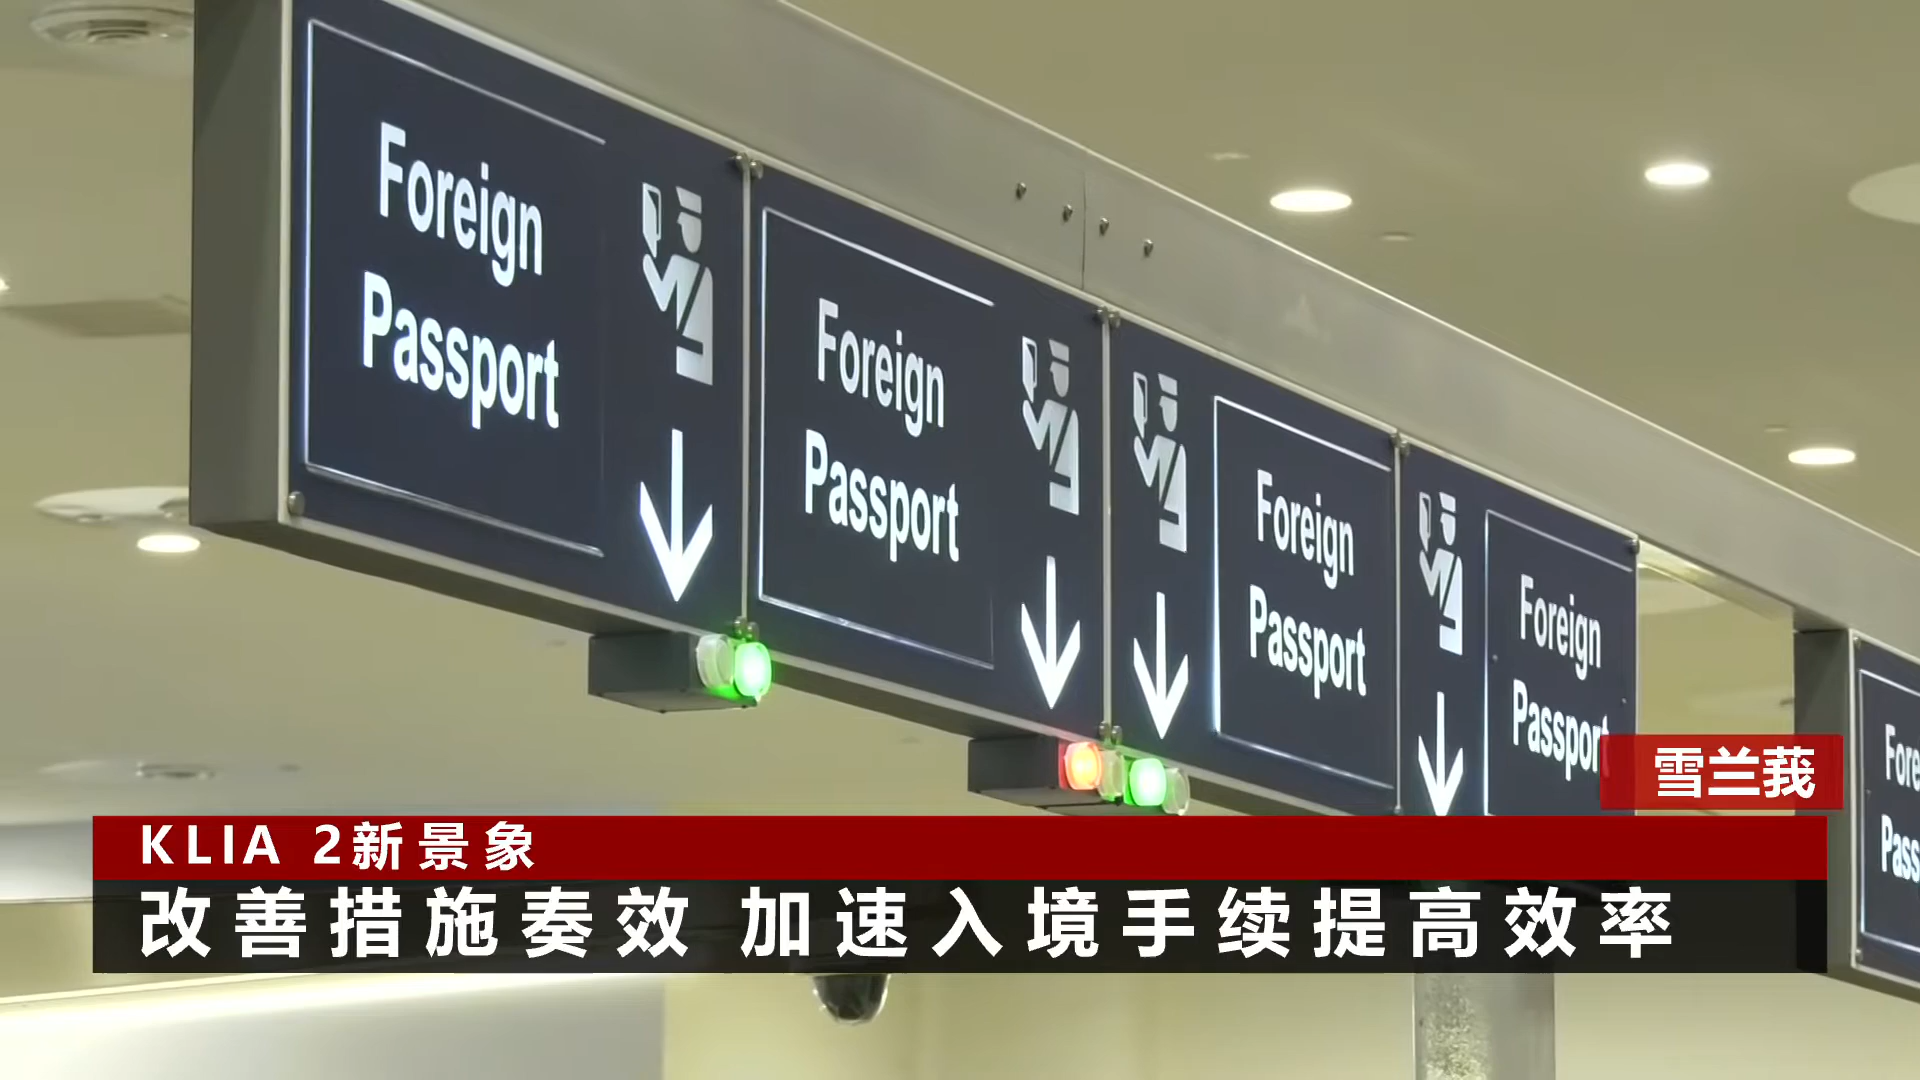 Foreign
Passport
Foreign
Passport
Foreign
Passport
Foreign
Passport
雪兰莪
KLIA 2新景象
改善措施奏效 加速入境手续提高效率